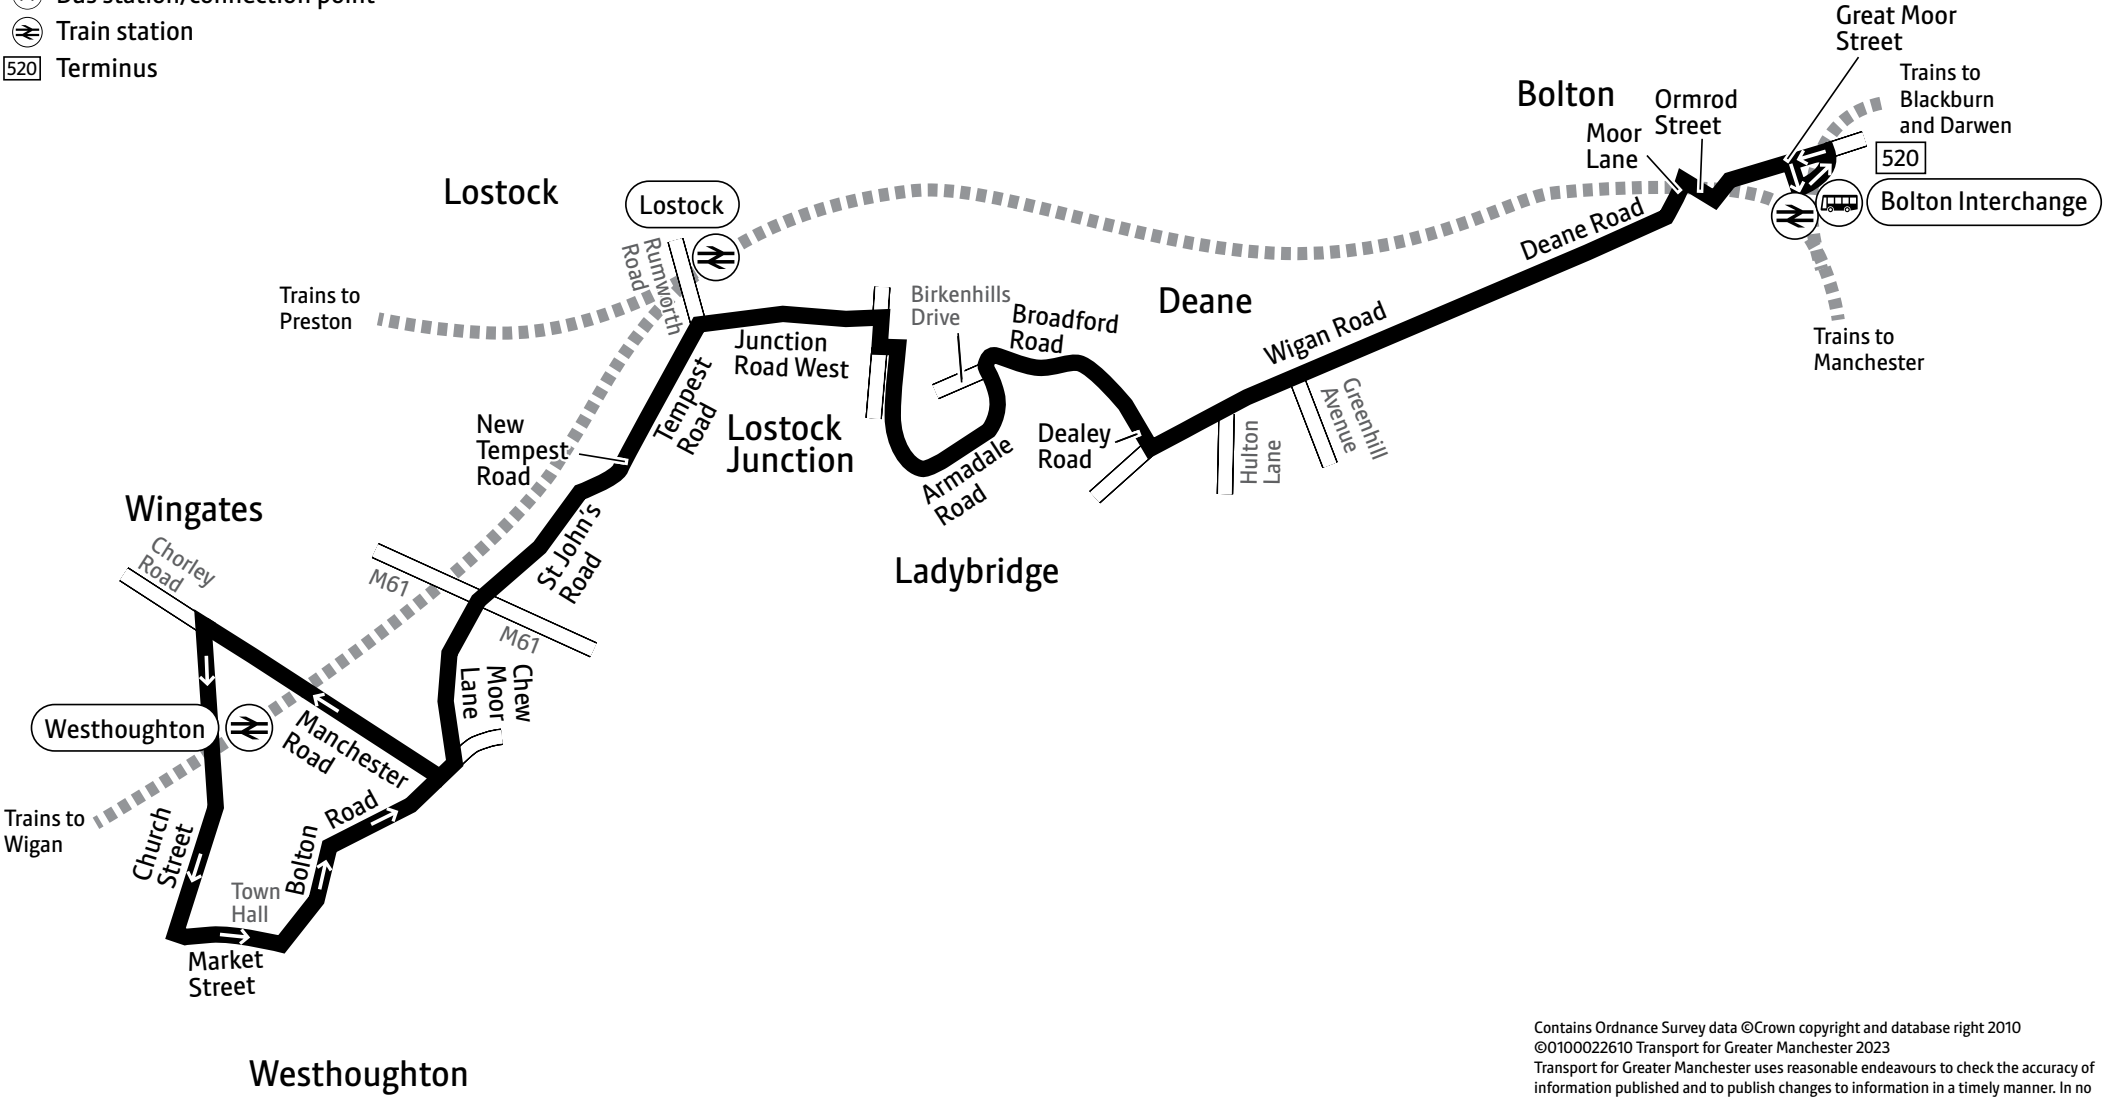 Bus station/connection point
Train station
520 Terminus
Great Moor
Street
Trains to
Blackburn
and Darwen
Bolton
Ormrod
Street
Moor
Lane
520
Bolton Interchange
Lostock
Lostock
Deane Road
Rumworth
Road
Trains to
Preston
Birkenhills
Drive
Broadford
Road
Deane
Wigan Road
Trains to
Manchester
Junction
Road West
Tempest
Road
New
Tempest
Road
Lostock
Junction
Dealey
Road
Hulton
Lane
Greenhill
Avenue
Armadale
Road
Wingates
Chorley
Road
St John's
Road
M61
M61
Ladybridge
Chew
Moor
Lane
Westhoughton
Manchester
Road
Trains to
Wigan
Church
Street
Bolton Road
Town
Hall
Market
Street
Westhoughton
Contains Ordnance Survey data ©Crown copyright and database right 2010
©0100022610 Transport for Greater Manchester 2023
Transport for Greater Manchester uses reasonable endeavours to check the accuracy of
information published and to publish changes to information in a timely manner. In no